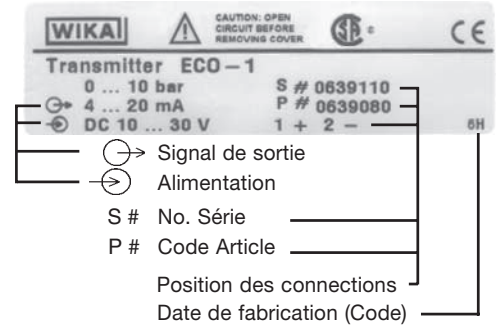 WIKAI
CAUTION: OPEN
CIRCUIT BEFORE
REMOVING COVER
Transmitter ECO-1
0 ... 10 bar S # 0639110
4 ... 20 mA P # 0639080
DC 10 ... 30 V 1 + 2 - 6H
Signal de sortie
Alimentation
S # No. Série
P # Code Article
Position des connections
Date de fabrication (Code)